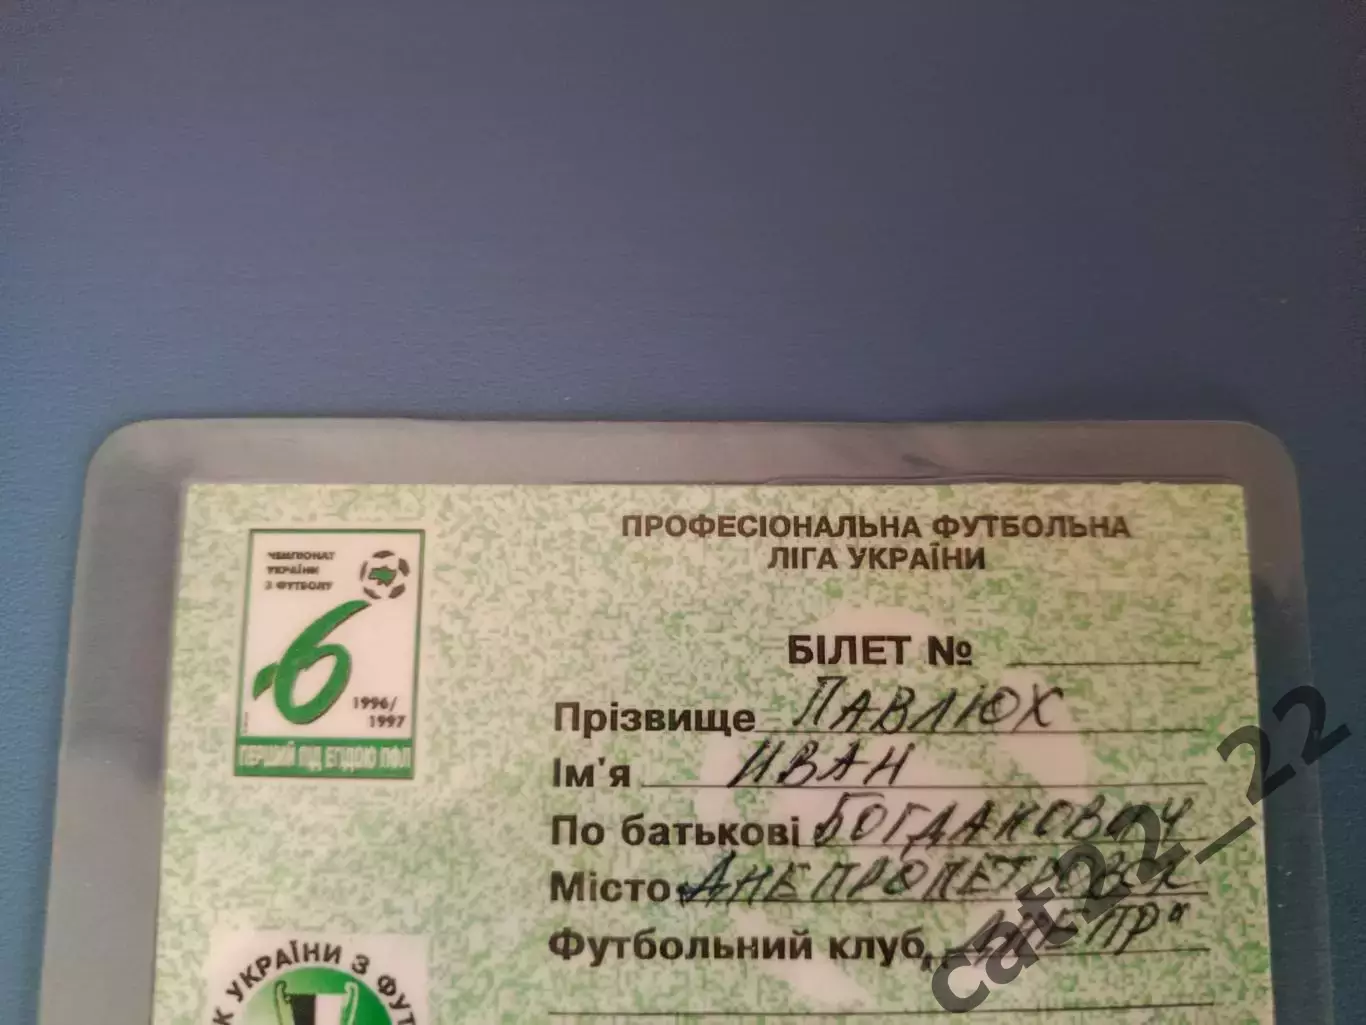 ПРОФЕСІОНАЛЬНА ФУТБОЛЬНА
ЛІГА УКРАЇНИ
ЧЕМПІОНАТ
УКРАЇНИ
З ФУТБОЛУ
6
1996/
1997
ПЕРШИЙ ПІД ЕГІДОЮ ПФЛ
БІЛЕТ №
Прізвище ПАВЛЮХ
Ім'я ИВАН
По батькові БОГДАНОВИЧ
Місто ДНЕПРОПЕТРОВСК
Футбольний клуб „ДНЕПР"
К УКРАЇНИ З ФУТ
cat22_22